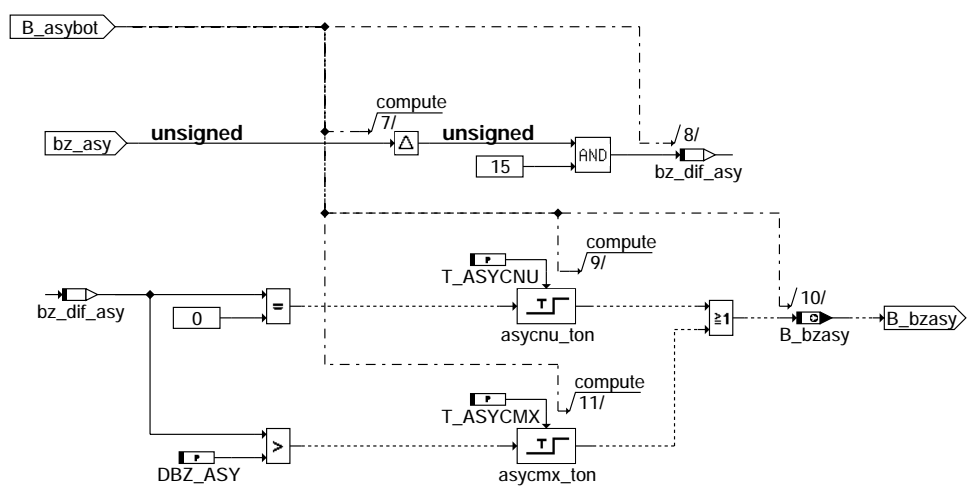 B_asybot
compute
7/
bz_asy
unsigned
unsigned
8/
Δ
AND
15
bz_dif_asy
compute
9/
P
T_ASYCNU
bz_dif_asy
=
0
T
asycnu_ton
≥1
10/
B_bzasy
B_bzasy
compute
11/
P
T_ASYCMX
>
P
DBZ_ASY
T
asycmx_ton